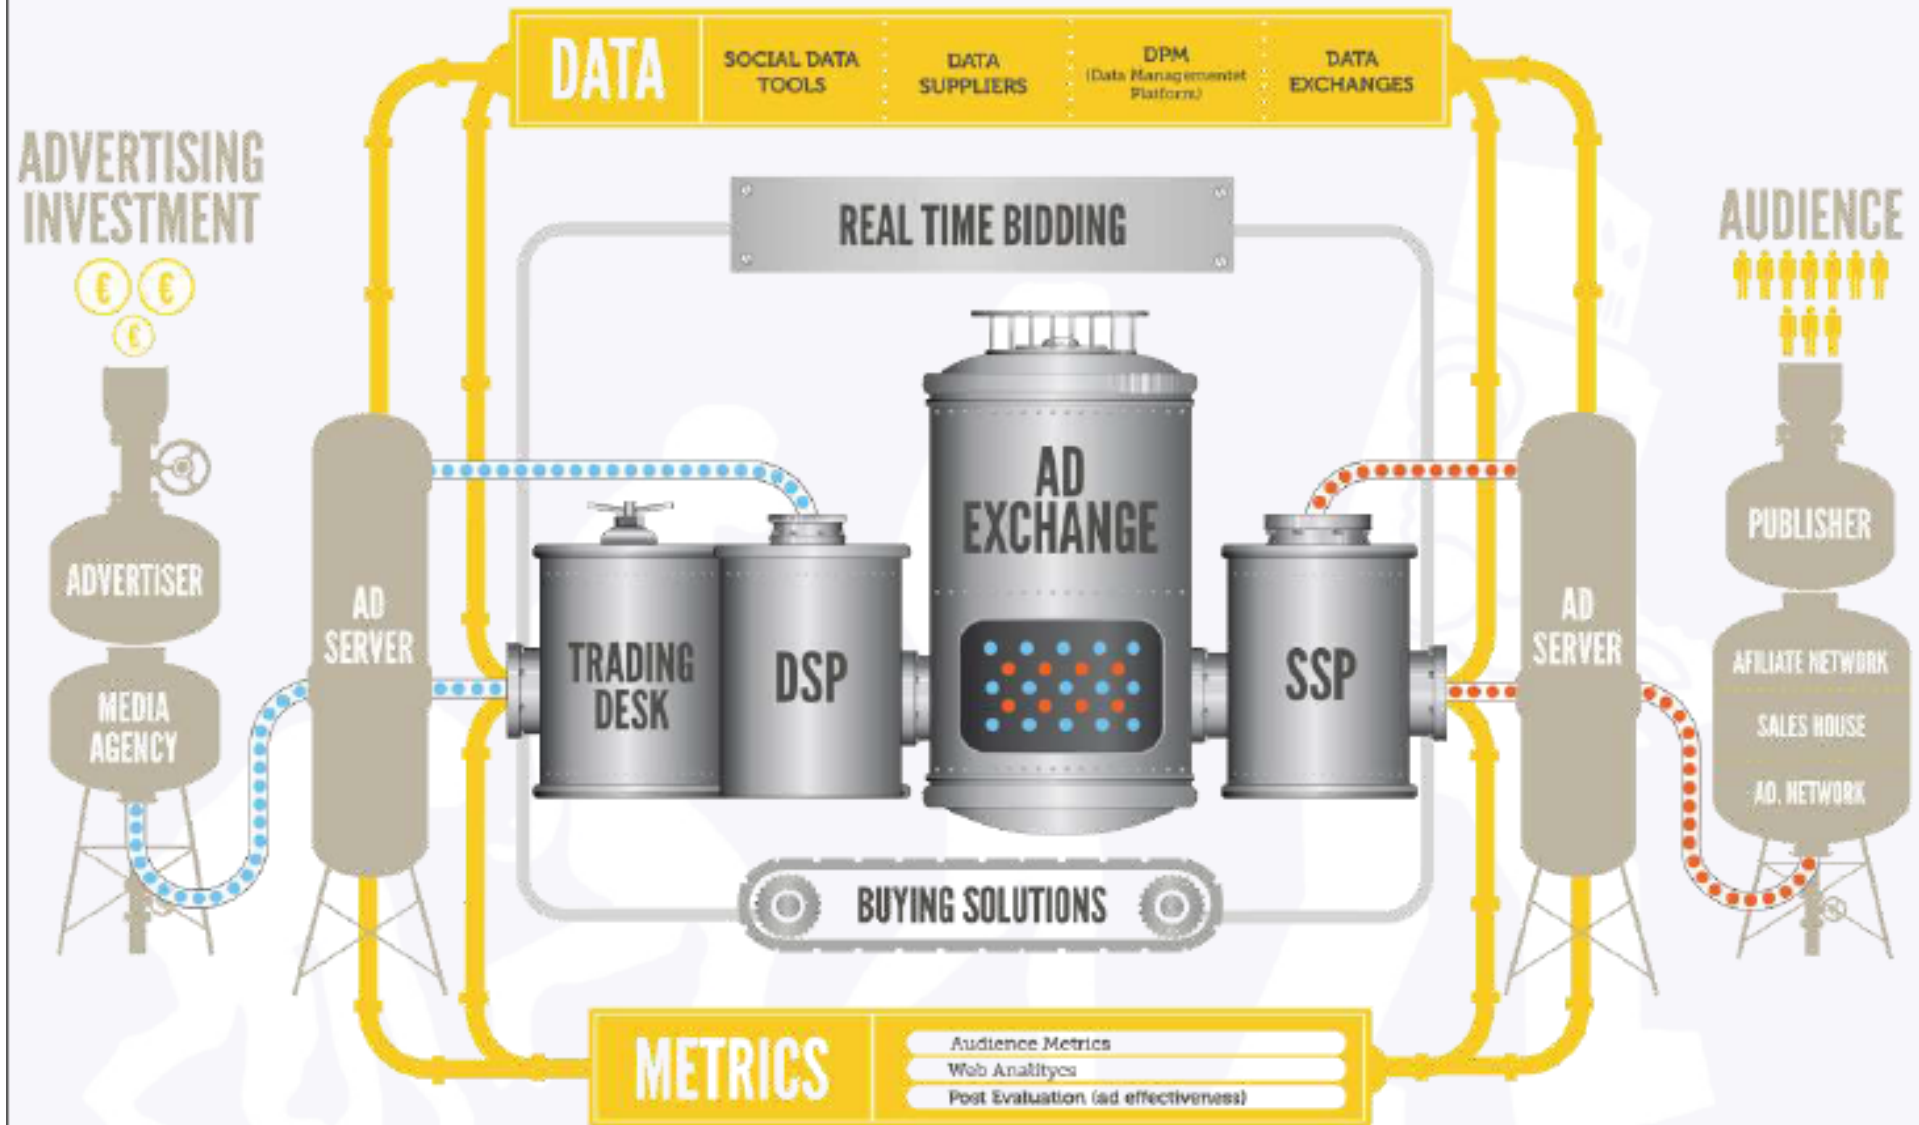 DATA
SOCIAL DATA
TOOLS
DATA
SUPPLIERS
DPM
(Data Managementet
Platform)
DATA
EXCHANGES
ADVERTISING
INVESTMENT
€ €
€
REAL TIME BIDDING
AUDIENCE
ADVERTISER
MEDIA
AGENCY
AD
SERVER
TRADING
DESK
DSP
AD
EXCHANGE
SSP
AD
SERVER
PUBLISHER
AFILIATE NETWORK
SALES HOUSE
AD. NETWORK
BUYING SOLUTIONS
METRICS
Audience Metrics
Web Analitycs
Post Evaluation (ad effectiveness)